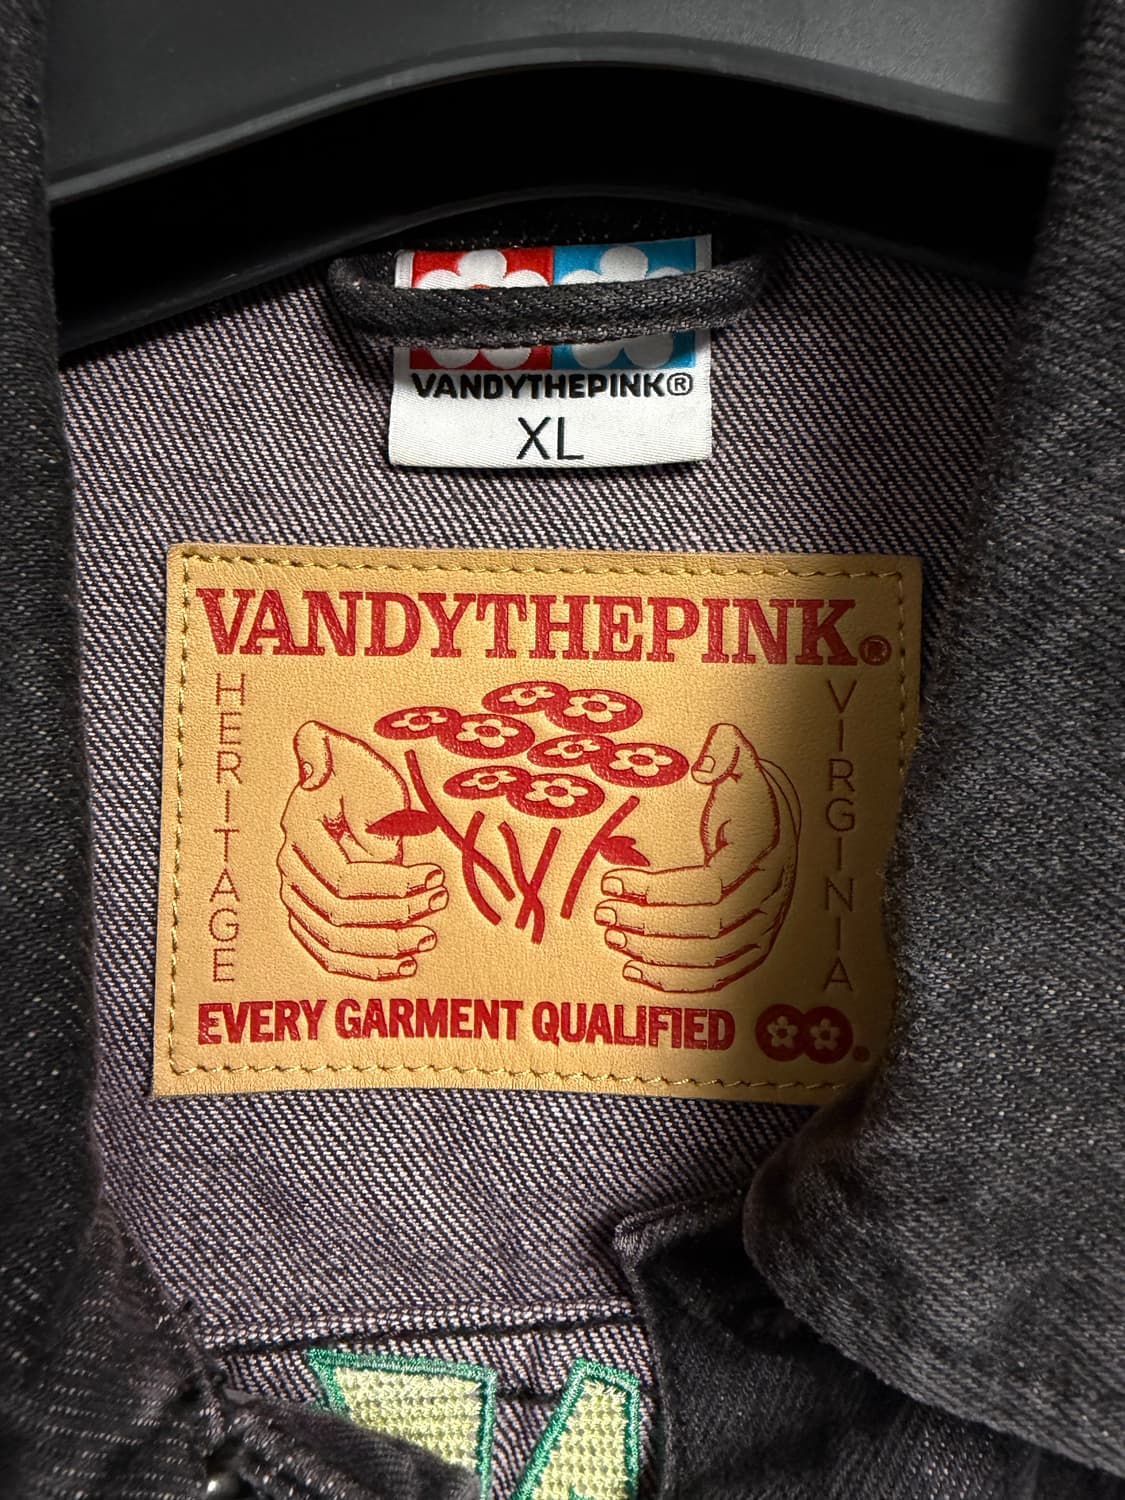 VANDYTHEPINK®
XL
VANDYTHEPINK®
HERITAGE
VIRGINIA
EVERY GARMENT QUALIFIED